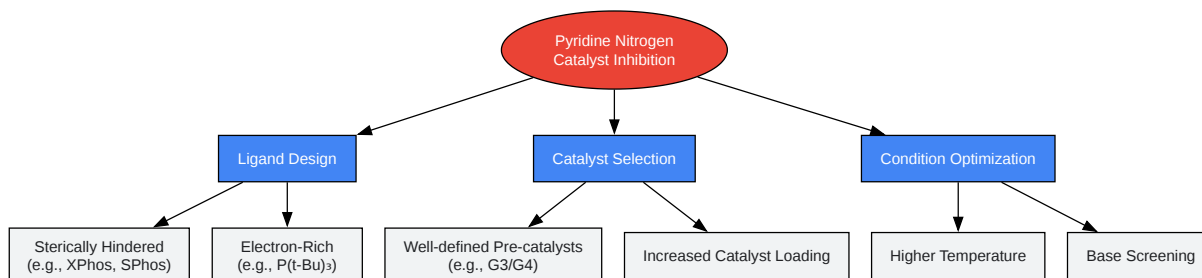 Pyridine Nitrogen
Catalyst Inhibition
Ligand Design
Catalyst Selection
Condition Optimization
Sterically Hindered
(e.g., XPhos, SPhos)
Electron-Rich
(e.g., P(t-Bu)₃)
Well-defined Pre-catalysts
(e.g., G3/G4)
Increased Catalyst Loading
Higher Temperature
Base Screening